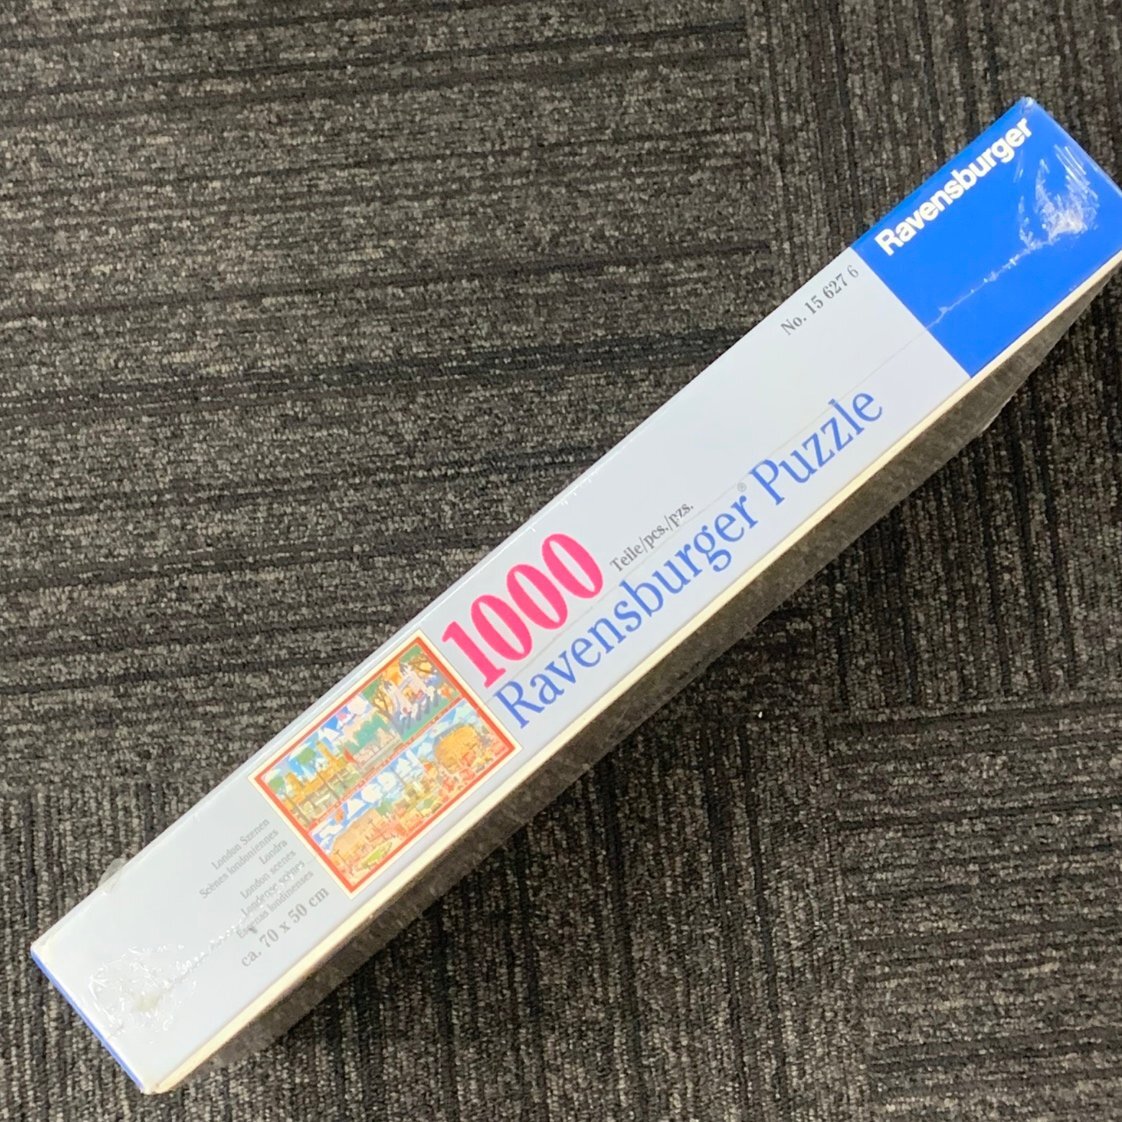 Ravensburger
No. 15 627 6
1000 Teile/pcs./pzs.
Ravensburger® Puzzle
London Szenen
Scènes londoniennes
Londra
London scenes
Londense scènes
Escenas londinenses
ca. 70 x 50 cm